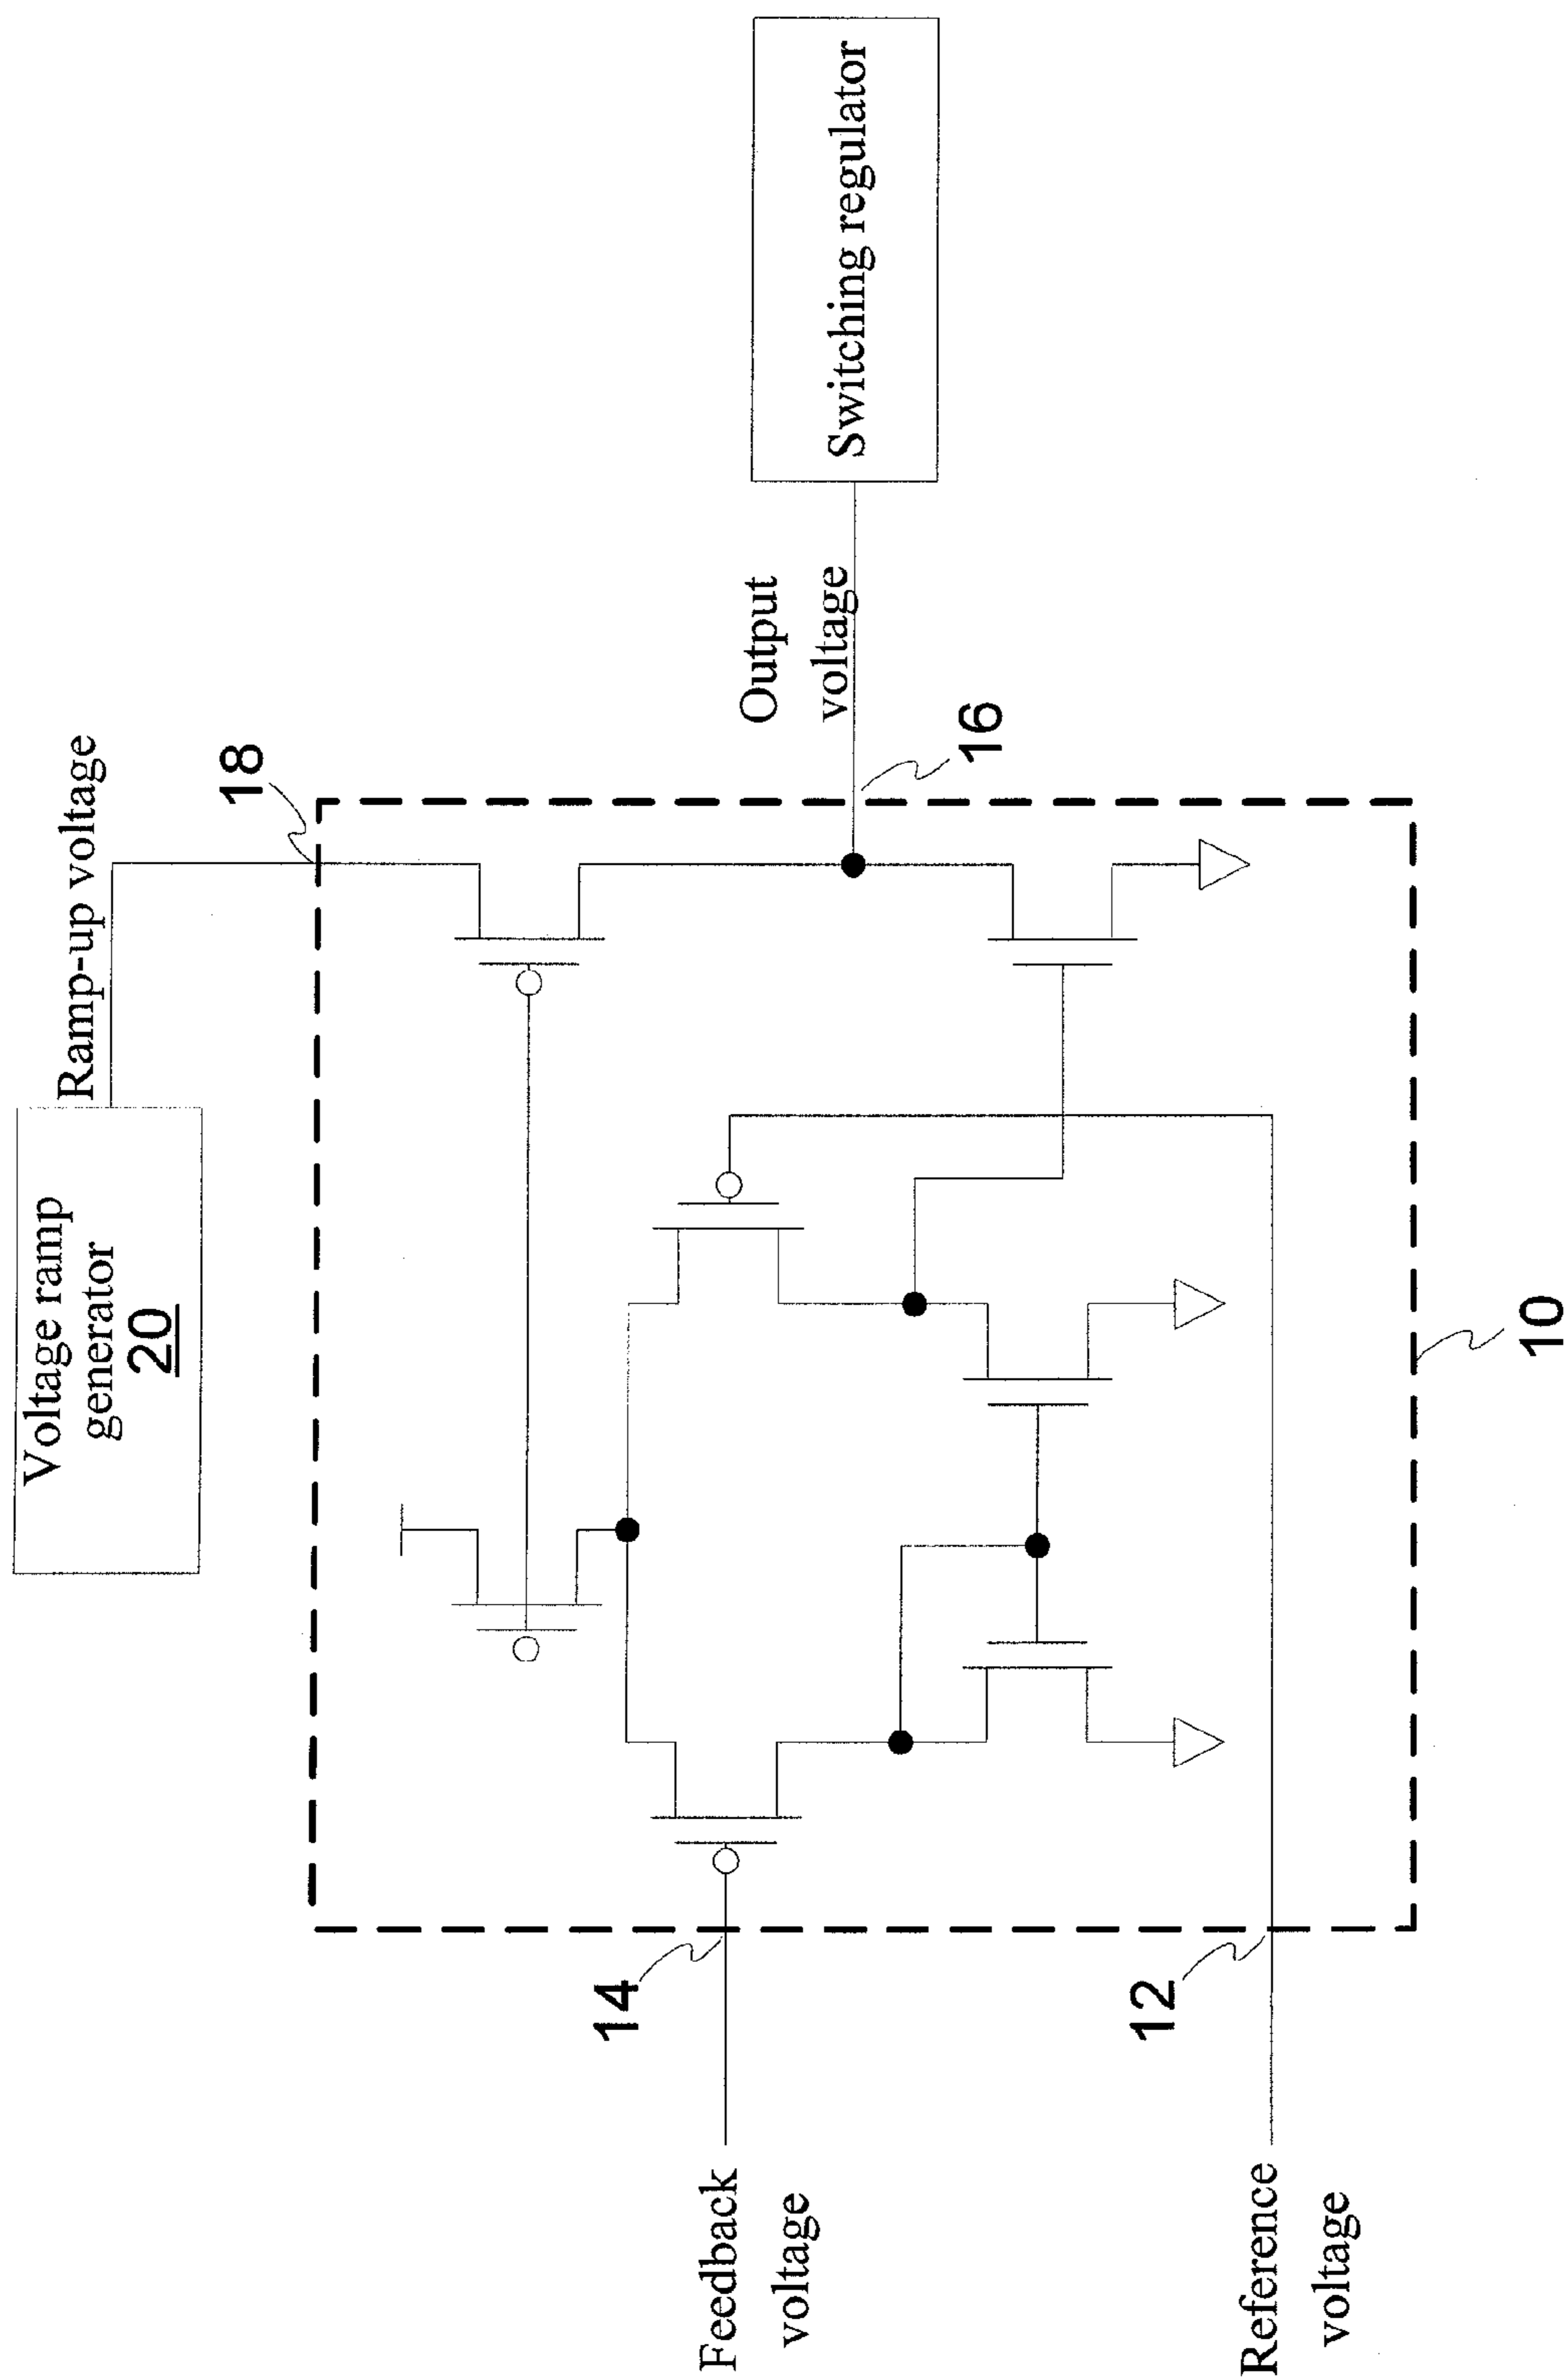 Voltage ramp
generator
20
Ramp-up voltage
18
Feedback
voltage
14
Output
voltage
16
Switching regulator
Reference
voltage
12
10